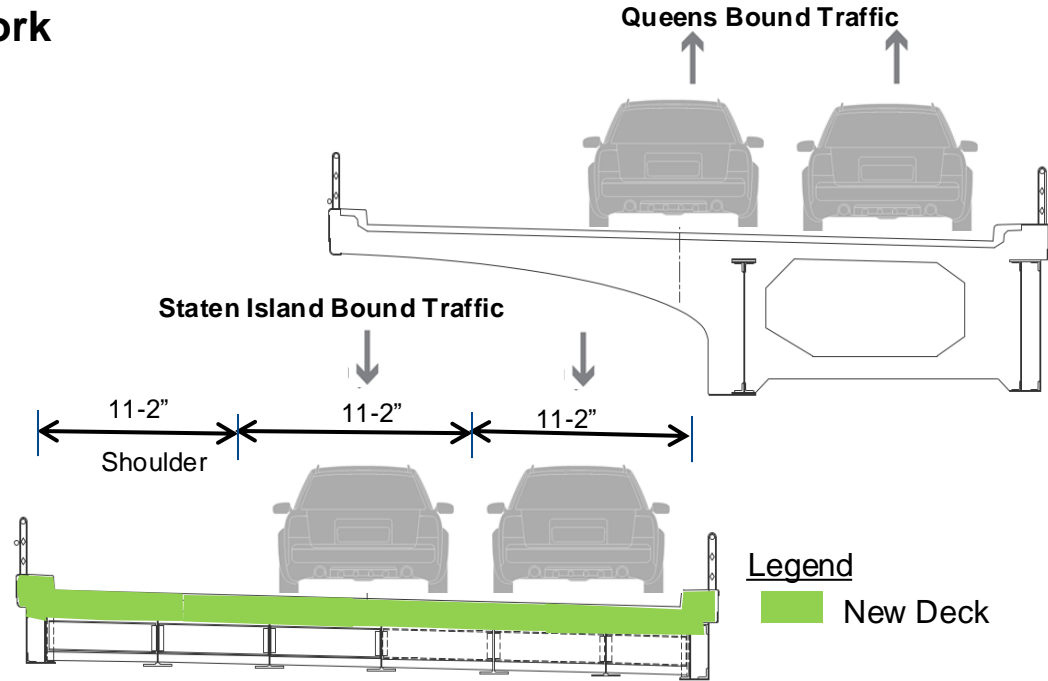 ork
Queens Bound Traffic
Staten Island Bound Traffic
11-2”
11-2”
11-2”
Shoulder
Legend
New Deck